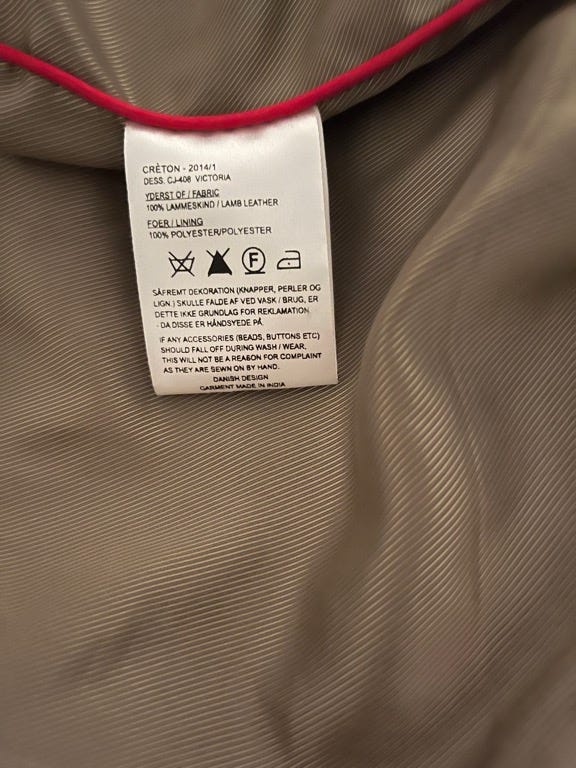 CRÈTON - 2014/1
DESS. CJ-408 VICTORIA
YDERST OF / FABRIC
100% LAMMESKIND / LAMB LEATHER
FOER / LINING
100% POLYESTER/POLYESTER
F
SÅFREMT DEKORATION (KNAPPER, PERLER OG
LIGN.) SKULLE FALDE AF VED VASK / BRUG, ER
DETTE IKKE GRUNDLAG FOR REKLAMATION
- DA DISSE ER HÅNDSYEDE PÅ.
IF ANY ACCESSORIES (BEADS, BUTTONS ETC)
SHOULD FALL OFF DURING WASH / WEAR,
THIS WILL NOT BE A REASON FOR COMPLAINT
AS THEY ARE SEWN ON BY HAND.
DANISH DESIGN
GARMENT MADE IN INDIA